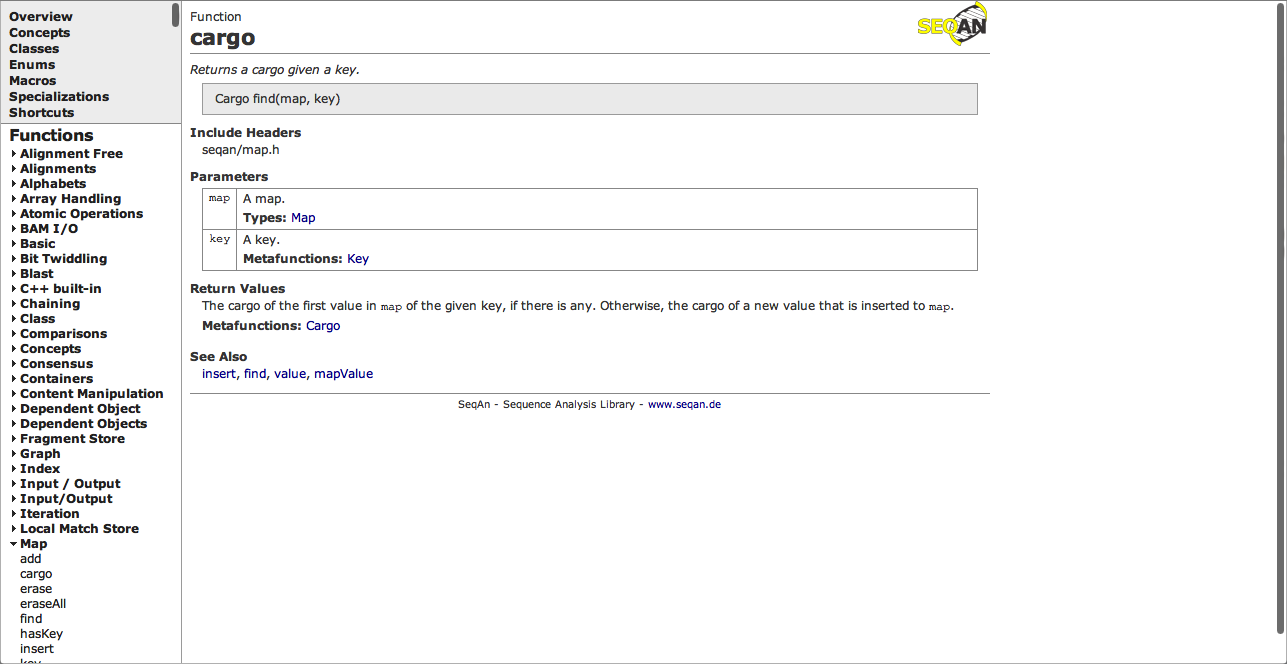 Overview
Concepts
Classes
Enums
Macros
Specializations
Shortcuts
Functions
Alignment Free
Alignments
Alphabets
Array Handling
Atomic Operations
BAM I/O
Basic
Bit Twiddling
Blast
C++ built-in
Chaining
Class
Comparisons
Concepts
Consensus
Containers
Content Manipulation
Dependent Object
Dependent Objects
Fragment Store
Graph
Index
Input / Output
Input/Output
Iteration
Local Match Store
Map
add
cargo
erase
eraseAll
find
hasKey
insert
key
Function
cargo
SEQAN
Returns a cargo given a key.
Cargo find(map, key)
Include Headers
seqan/map.h
Parameters
map A map.
Types: Map
key A key.
Metafunctions: Key
Return Values
The cargo of the first value in map of the given key, if there is any. Otherwise, the cargo of a new value that is inserted to map.
Metafunctions: Cargo
See Also
insert, find, value, mapValue
SeqAn - Sequence Analysis Library - www.seqan.de